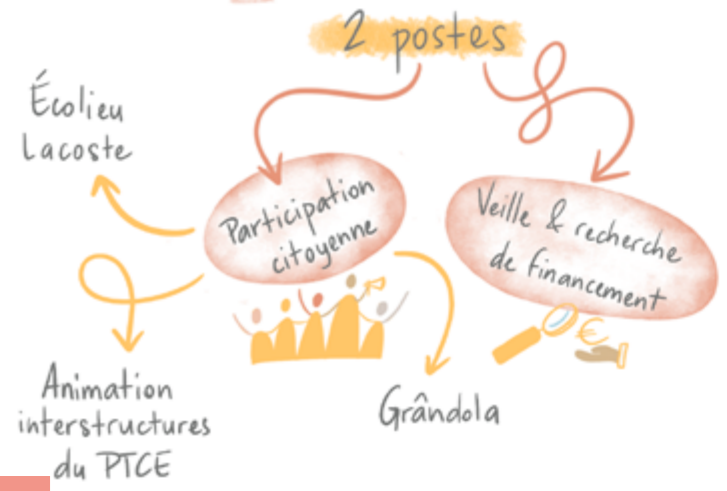 2 postes
Écolieu
Lacoste
Participation
citoyenne
Veille & recherche
de financement
€
Animation
interstructures
du PTCE
Grândola